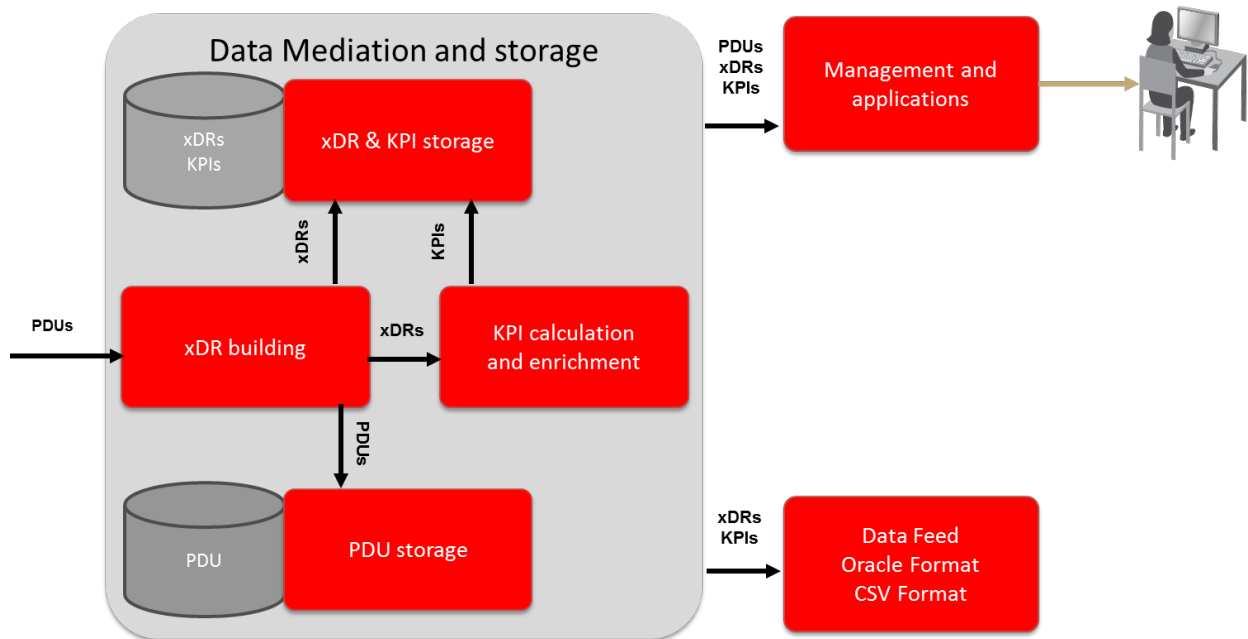 Data Mediation and storage
xDRs
KPIs
xDR & KPI storage
PDUs
xDRs
KPIs
Management and
applications
xDRs
KPIs
PDUs
xDR building
xDRs
KPI calculation
and enrichment
PDUs
PDU
PDU storage
xDRs
KPIs
Data Feed
Oracle Format
CSV Format